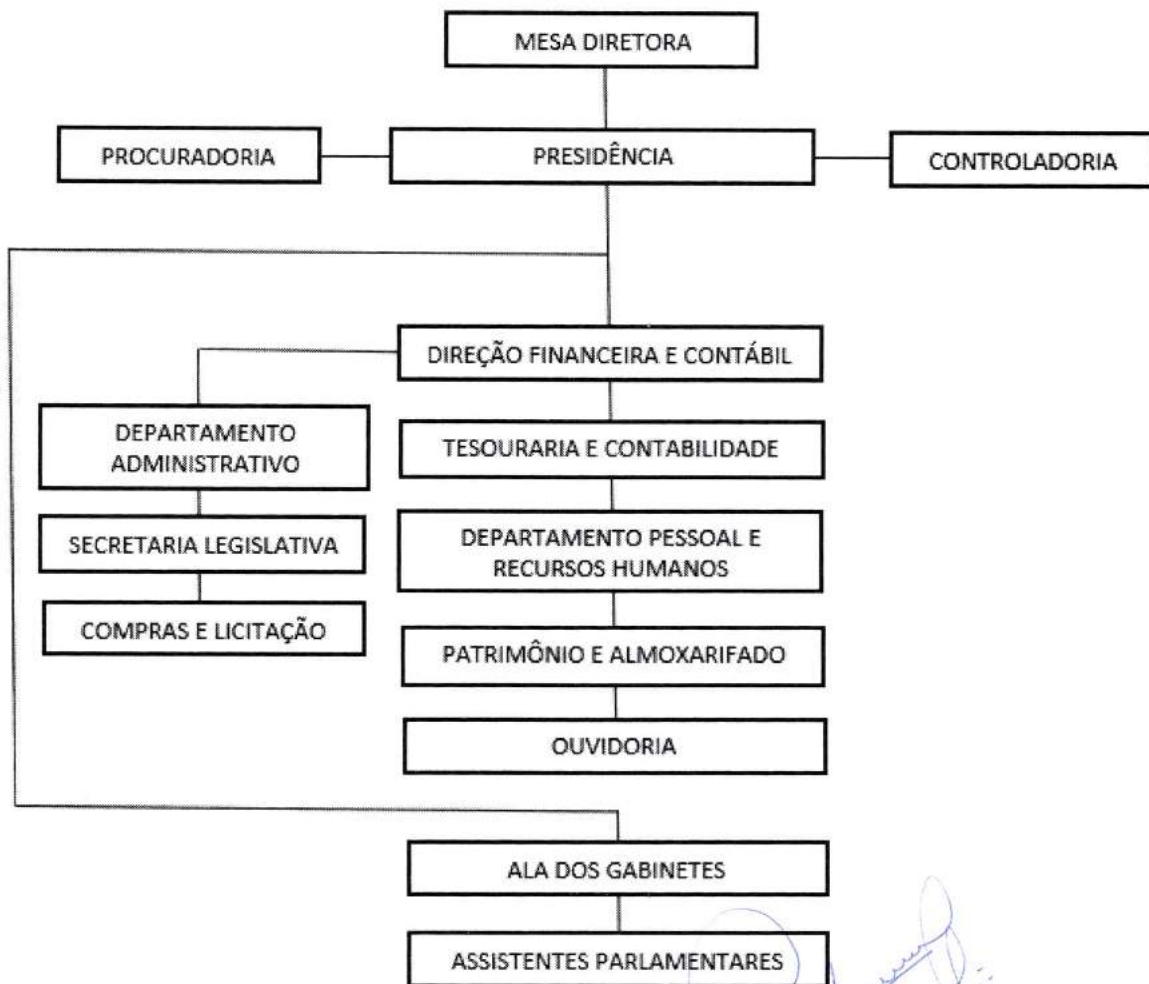 MESA DIRETORA
PROCURADORIA
PRESIDÊNCIA
CONTROLADORIA
DIREÇÃO FINANCEIRA E CONTÁBIL
DEPARTAMENTO
ADMINISTRATIVO
SECRETARIA LEGISLATIVA
COMPRAS E LICITAÇÃO
TESOURARIA E CONTABILIDADE
DEPARTAMENTO PESSOAL E
RECURSOS HUMANOS
PATRIMÔNIO E ALMOXARIFADO
OUVIDORIA
ALA DOS GABINETES
ASSISTENTES PARLAMENTARES